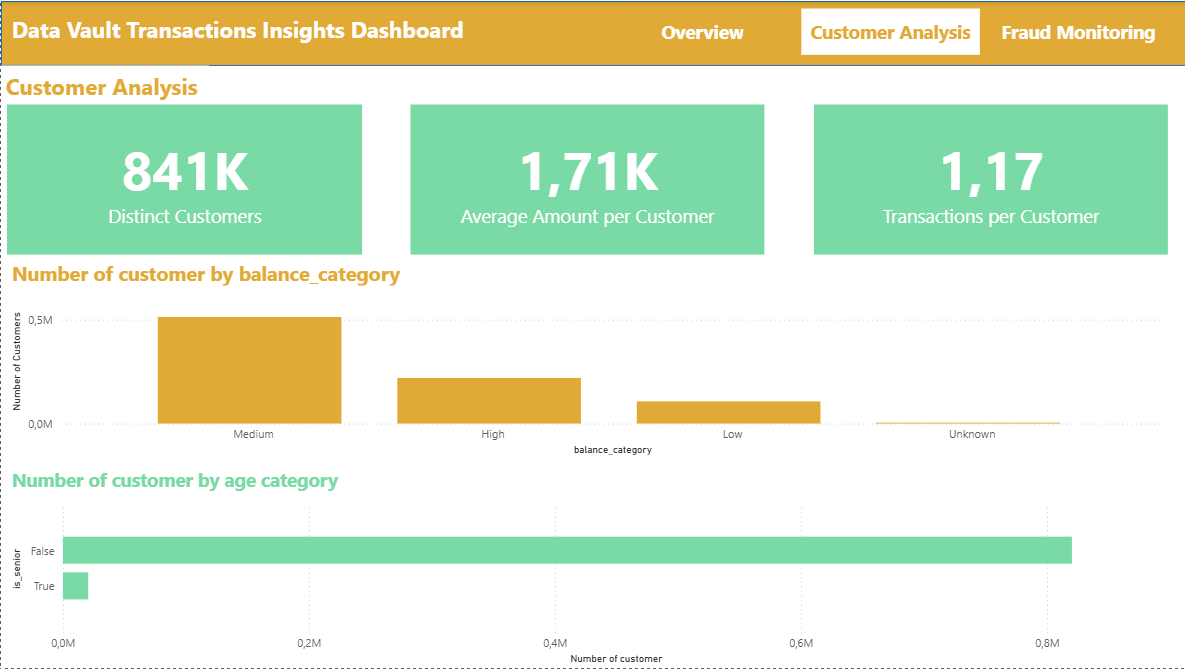 Data Vault Transactions Insights Dashboard
Overview
Customer Analysis
Fraud Monitoring
Customer Analysis
841K
Distinct Customers
1,71K
Average Amount per Customer
1,17
Transactions per Customer
Number of customer by balance_category
Number of Customers
0,5M
0,0M
Medium
High
Low
Unknown
balance_category
Number of customer by age category
is_senior
False
True
0,0M
0,2M
0,4M
0,6M
0,8M
Number of customer